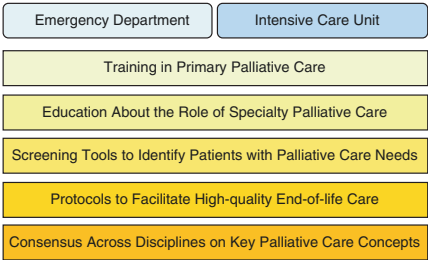 Emergency Department
Intensive Care Unit
Training in Primary Palliative Care
Education About the Role of Specialty Palliative Care
Screening Tools to Identify Patients with Palliative Care Needs
Protocols to Facilitate High-quality End-of-life Care
Consensus Across Disciplines on Key Palliative Care Concepts